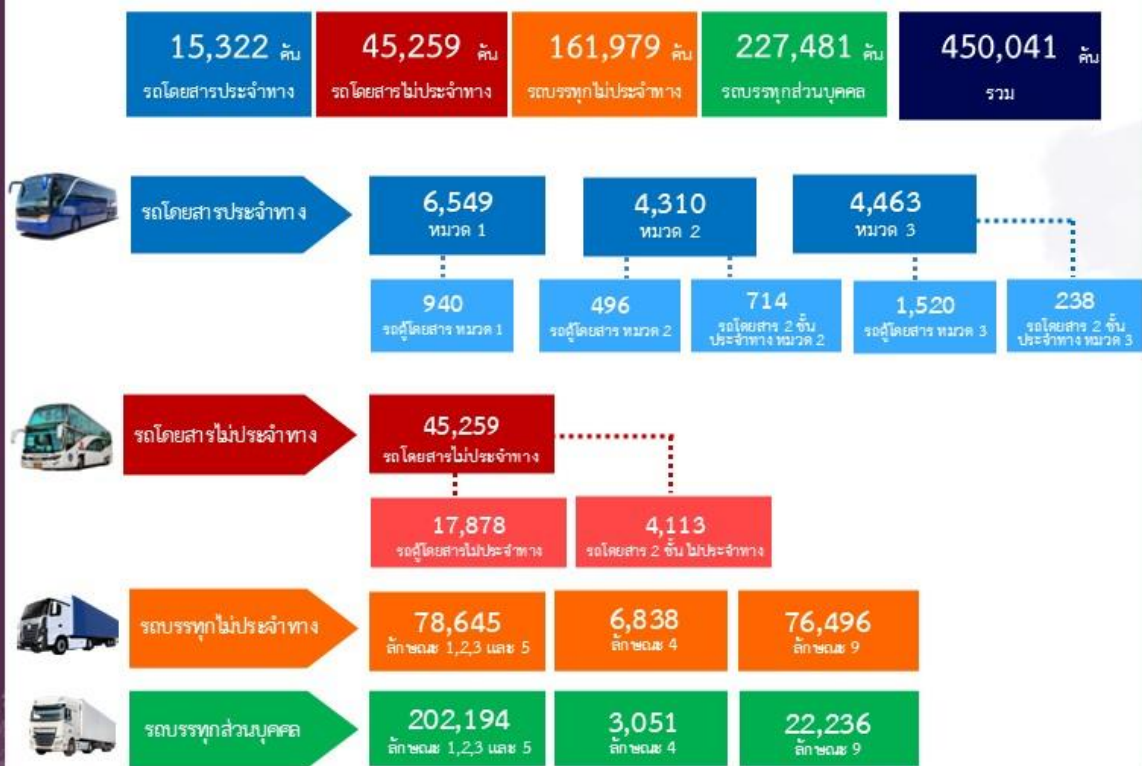 15,322 คัน
รถโดยสารประจำทาง
45,259 คัน
รถโดยสารไม่ประจำทาง
161,979 คัน
รถบรรทุกไม่ประจำทาง
227,481 คัน
รถบรรทุกส่วนบุคคล
450,041 คัน
รวม
รถโดยสารประจำทาง
6,549
หมวด 1
4,310
หมวด 2
4,463
หมวด 3
940
รถตู้โดยสาร หมวด 1
496
รถตู้โดยสาร หมวด 2
714
รถโดยสาร 2 ชั้น
ประจำทาง หมวด 2
1,520
รถตู้โดยสาร หมวด 3
238
รถโดยสาร 2 ชั้น
ประจำทาง หมวด 3
รถโดยสารไม่ประจำทาง
45,259
รถโดยสารไม่ประจำทาง
17,878
รถตู้โดยสารไม่ประจำทาง
4,113
รถโดยสาร 2 ชั้น ไม่ประจำทาง
รถบรรทุกไม่ประจำทาง
78,645
ลักษณะ 1,2,3 และ 5
6,838
ลักษณะ 4
76,496
ลักษณะ 9
รถบรรทุกส่วนบุคคล
202,194
ลักษณะ 1,2,3 และ 5
3,051
ลักษณะ 4
22,236
ลักษณะ 9